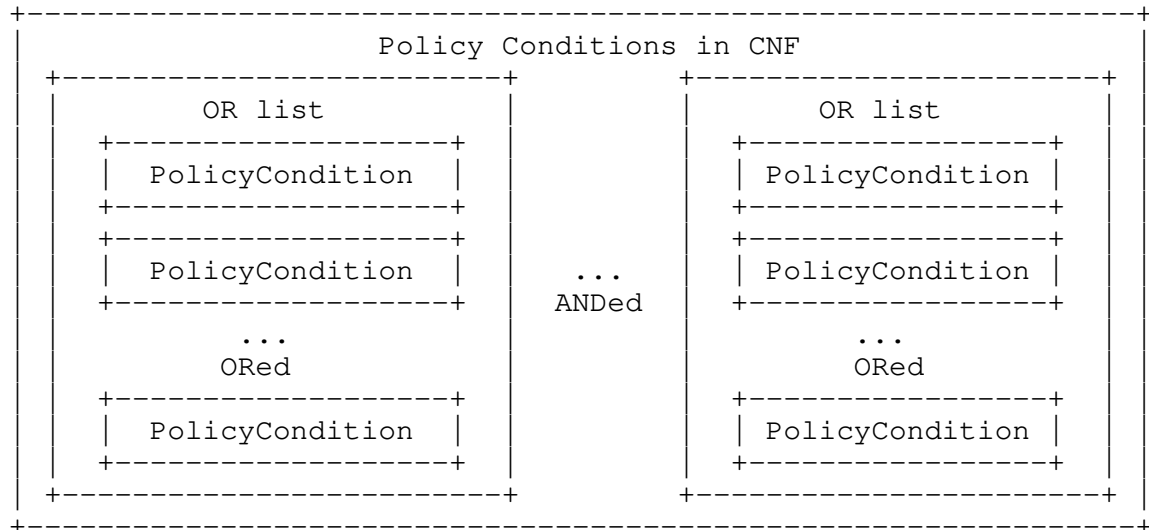 Policy Conditions in CNF
OR list OR list
PolicyCondition PolicyCondition
PolicyCondition ... PolicyCondition
ANDed
... ...
ORed ORed
PolicyCondition PolicyCondition